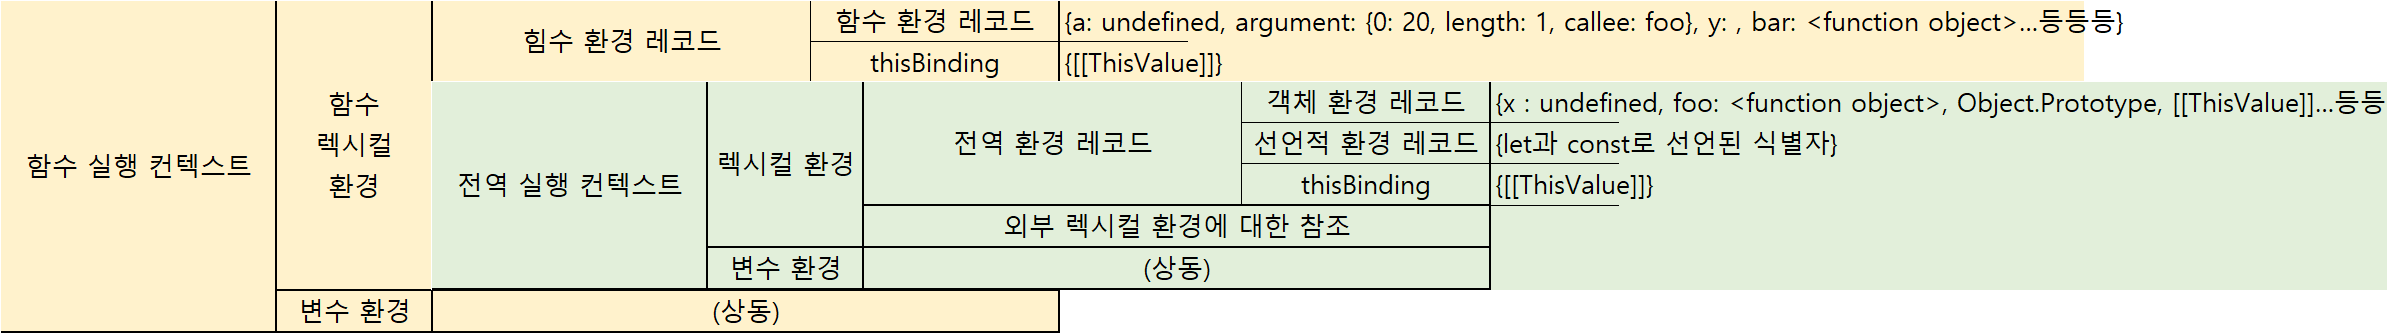 함수 실행 컨텍스트
함수
렉시컬
환경
힘수 환경 레코드
함수 환경 레코드
{a: undefined, argument: {0: 20, length: 1, callee: foo}, y: , bar: <function object>...등등등}
thisBinding
{[[ThisValue]]}
전역 실행 컨텍스트
렉시컬 환경
전역 환경 레코드
객체 환경 레코드
{x : undefined, foo: <function object>, Object.Prototype, [[ThisValue]]...등등
선언적 환경 레코드
{let과 const로 선언된 식별자}
thisBinding
{[[ThisValue]]}
외부 렉시컬 환경에 대한 참조
변수 환경
(상동)
변수 환경
(상동)